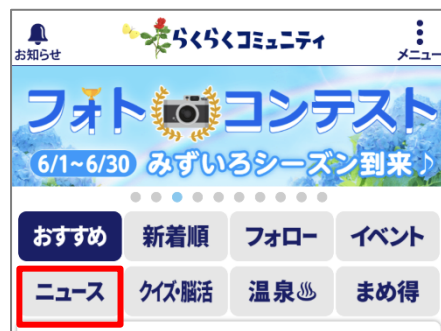 らくらくコミュニティ
お知らせ
メニュー
フォトコンテスト
6/1~6/30 みずいろシーズン到来♪
おすすめ 新着順 フォロー イベント
ニュース クイズ・脳活 温泉♨ まめ得